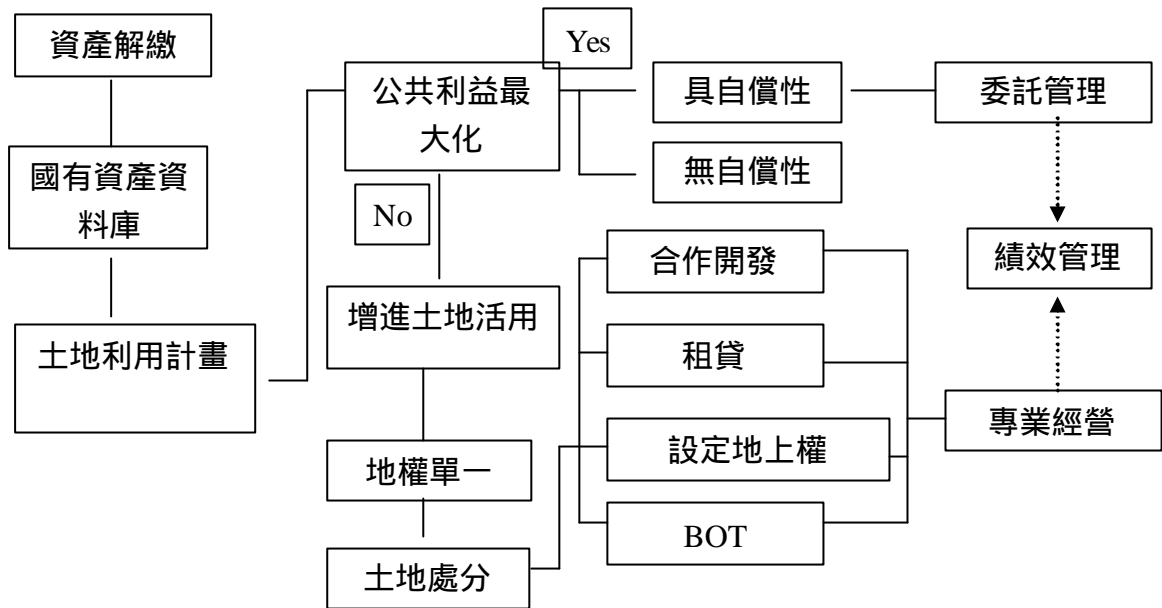 資產解繳
國有資產資
料庫
土地利用計畫
公共利益最
大化
Yes
No
增進土地活用
地權單一
土地處分
具自償性
無自償性
合作開發
租貸
設定地上權
BOT
委託管理
績效管理
專業經營